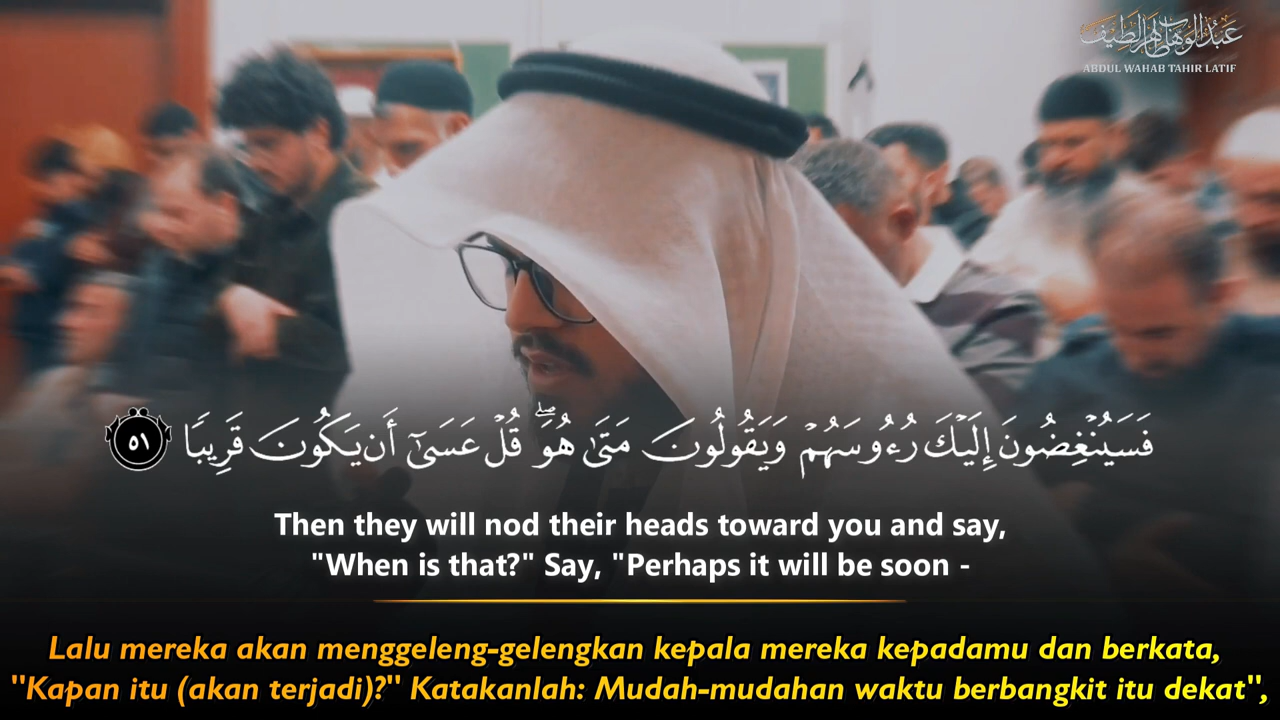 عبد الوهاب طاهر لطيف
ABDUL WAHAB TAHIR LATIF
فَسَيُنْغِضُونَ إِلَيْكَ رُءُوسَهُمْ وَيَقُولُونَ مَتَىٰ هُوَ ۖ قُلْ عَسَىٰٓ أَن يَكُونَ قَرِيبًا ٥١
Then they will nod their heads toward you and say,
"When is that?" Say, "Perhaps it will be soon -
Lalu mereka akan menggeleng-gelengkan kepala mereka kepadamu dan berkata,
"Kapan itu (akan terjadi)?" Katakanlah: Mudah-mudahan waktu berbangkit itu dekat",